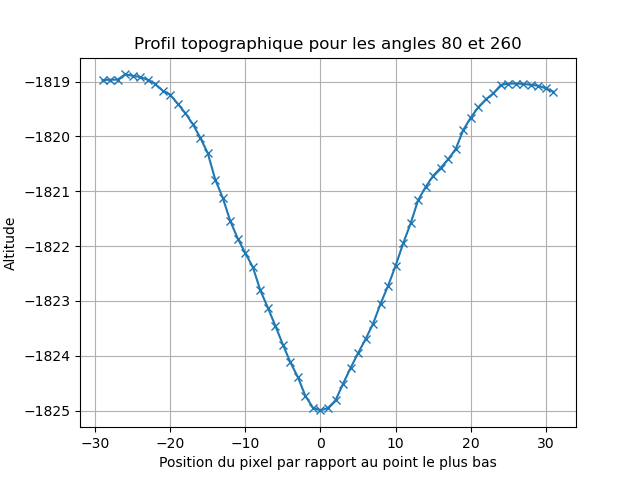 Profil topographique pour les angles 80 et 260
−1819
−1820
−1821
−1822
−1823
−1824
−1825
Altitude
−30 −20 −10 0 10 20 30
Position du pixel par rapport au point le plus bas